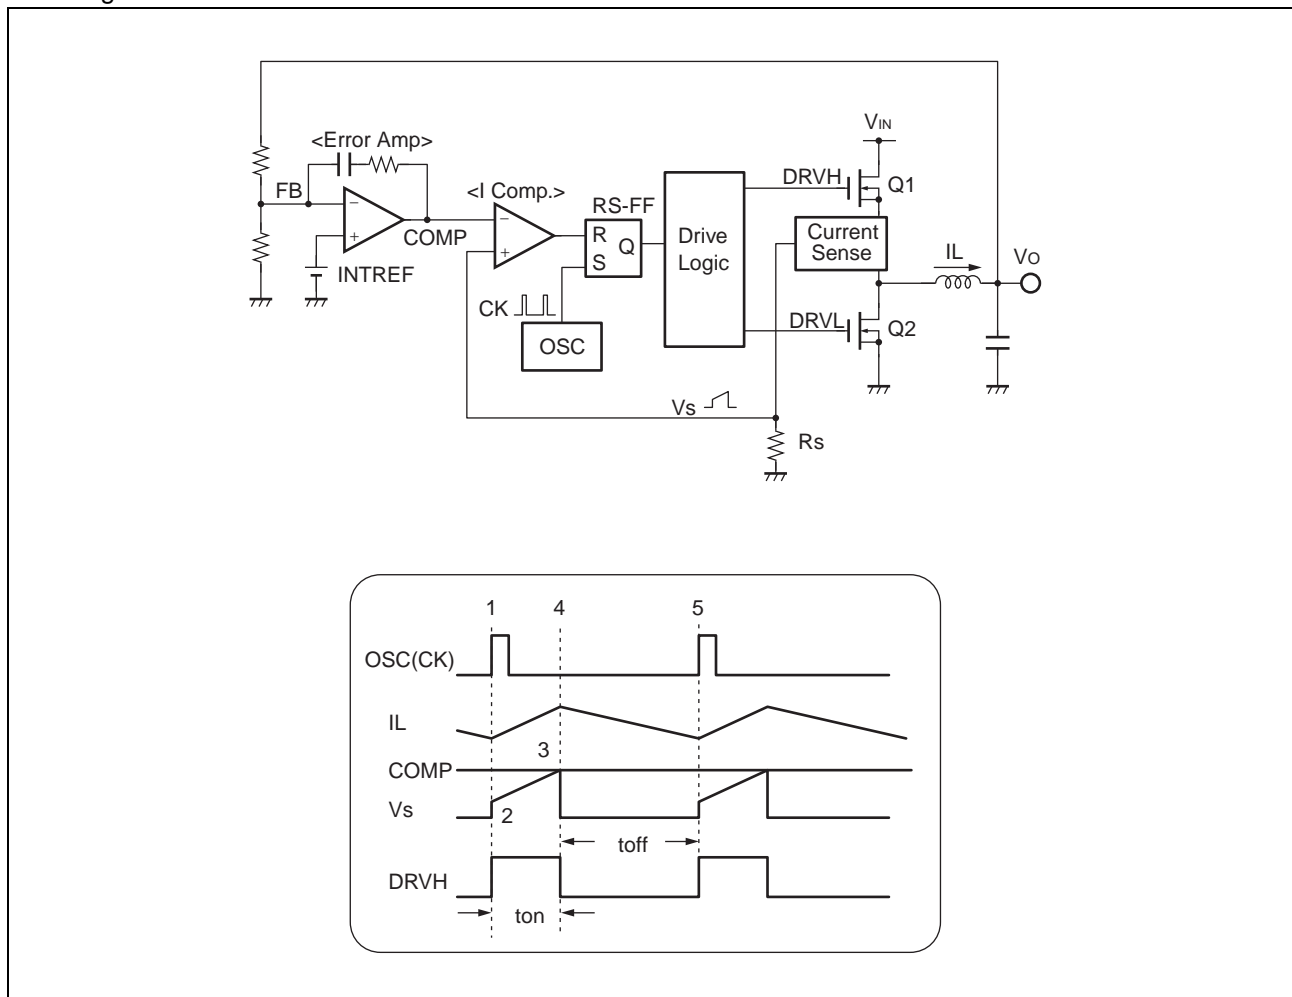 VIN
<Error Amp>
DRVH
Q1
FB
<I Comp.>
RS-FF
COMP
R
S
Q
Drive
Logic
Current
Sense
IL
VO
INTREF
CK
OSC
DRVL
Q2
Vs
Rs
1 4 5
OSC(CK)
IL
3
COMP
Vs
2
toff
DRVH
ton